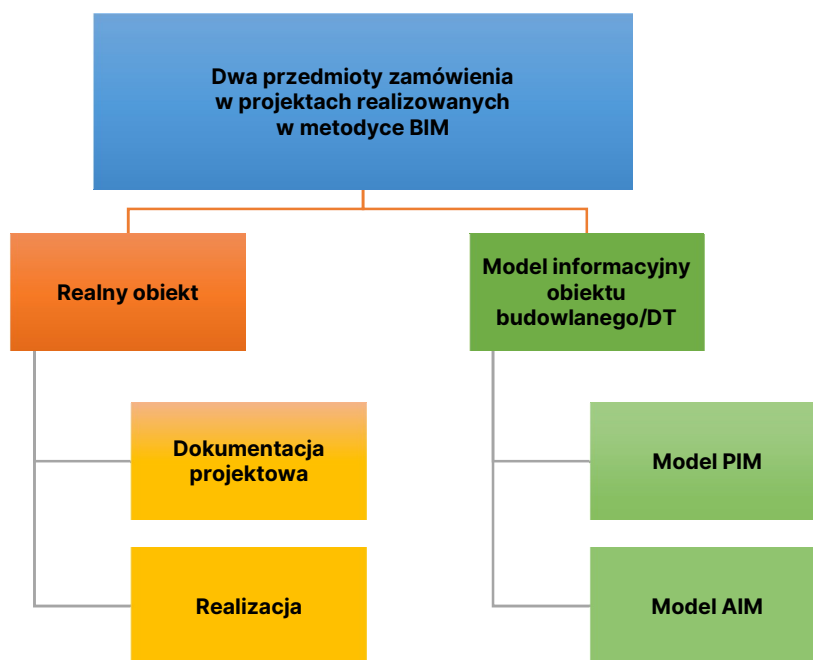 Dwa przedmioty zamówienia
w projektach realizowanych
w metodyce BIM
Realny obiekt
Model informacyjny
obiektu
budowlanego/DT
Dokumentacja
projektowa
Model PIM
Realizacja
Model AIM